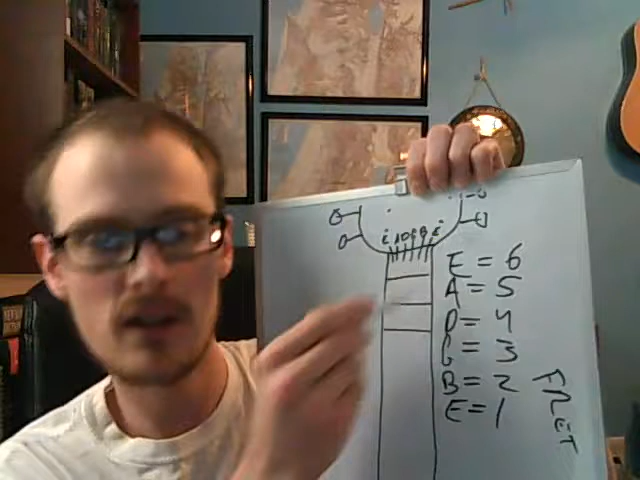 E A D G B E
E = 6
A = 5
D = 4
G = 3
B = 2
E = 1
FRET